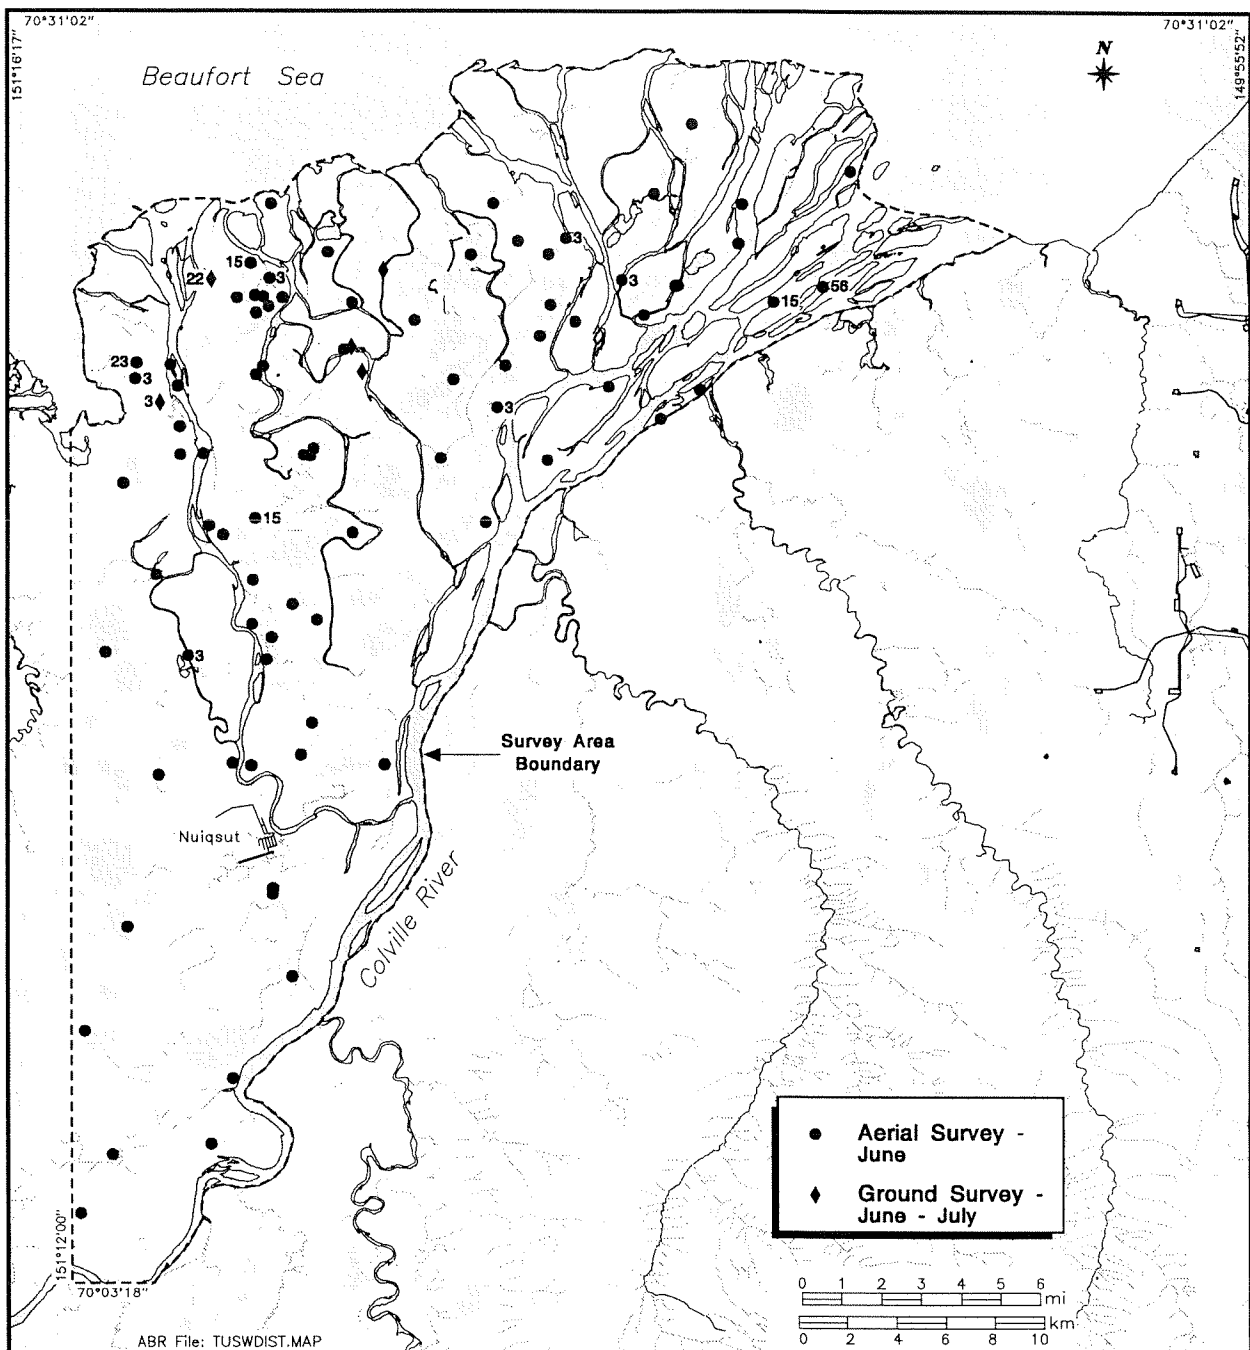 70°31'02"
70°31'02"
151°16'17"
149°55'52"
Beaufort Sea
N
3
15
3
22
3
56
15
23
3
3
3
15
3
Survey Area
Boundary
Nuiqsut
Colville River
Aerial Survey -
June
Ground Survey -
June - July
151°12'00"
70°03'18"
0 1 2 3 4 5 6
mi
km
0 2 4 6 8 10
ABR File: TUSWDIST.MAP